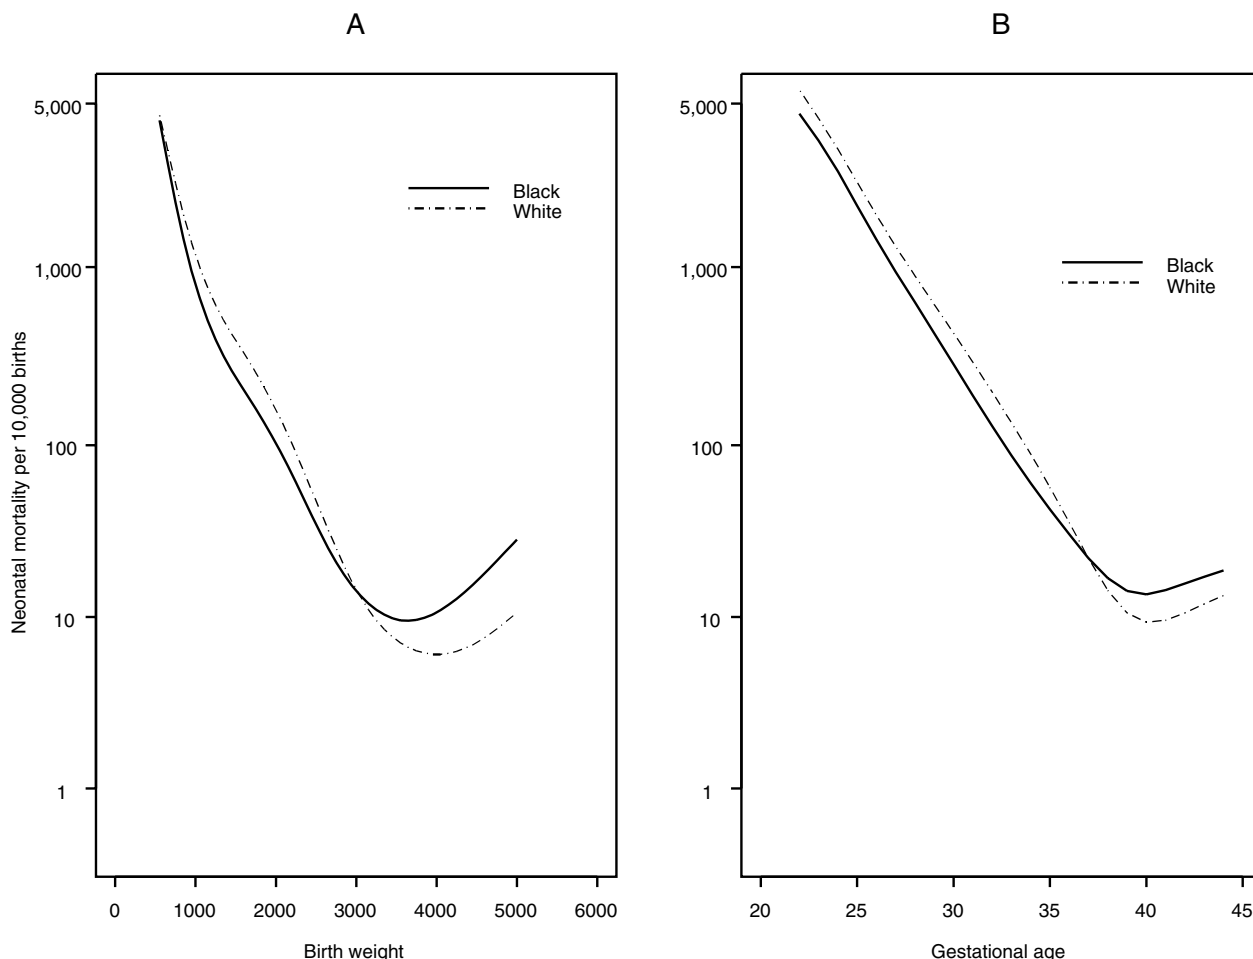 A
Neonatal mortality per 10,000 births
5,000
1,000
100
10
1
Black
White
0 1000 2000 3000 4000 5000 6000
Birth weight
B
5,000
1,000
100
10
1
Black
White
20 25 30 35 40 45
Gestational age